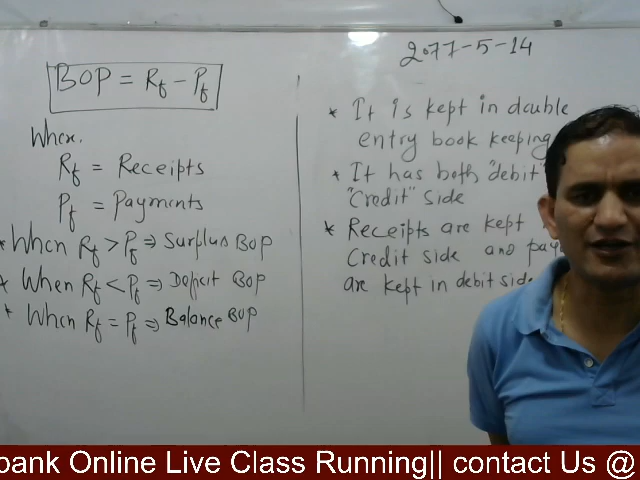 2077-5-14
BOP = Rf - Pf
When.
Rf = Receipts
Pf = Payments
* When Rf > Pf => Surplus BOP
* When Rf < Pf => Deficit BOP
* When Rf = Pf => Balance BOP
* It is kept in double
entry book keeping
* It has both "debit"
"Credit" side
* Receipts are kept
Credit side and pay
are kept in debit side
bank Online Live Class Running|| contact Us @